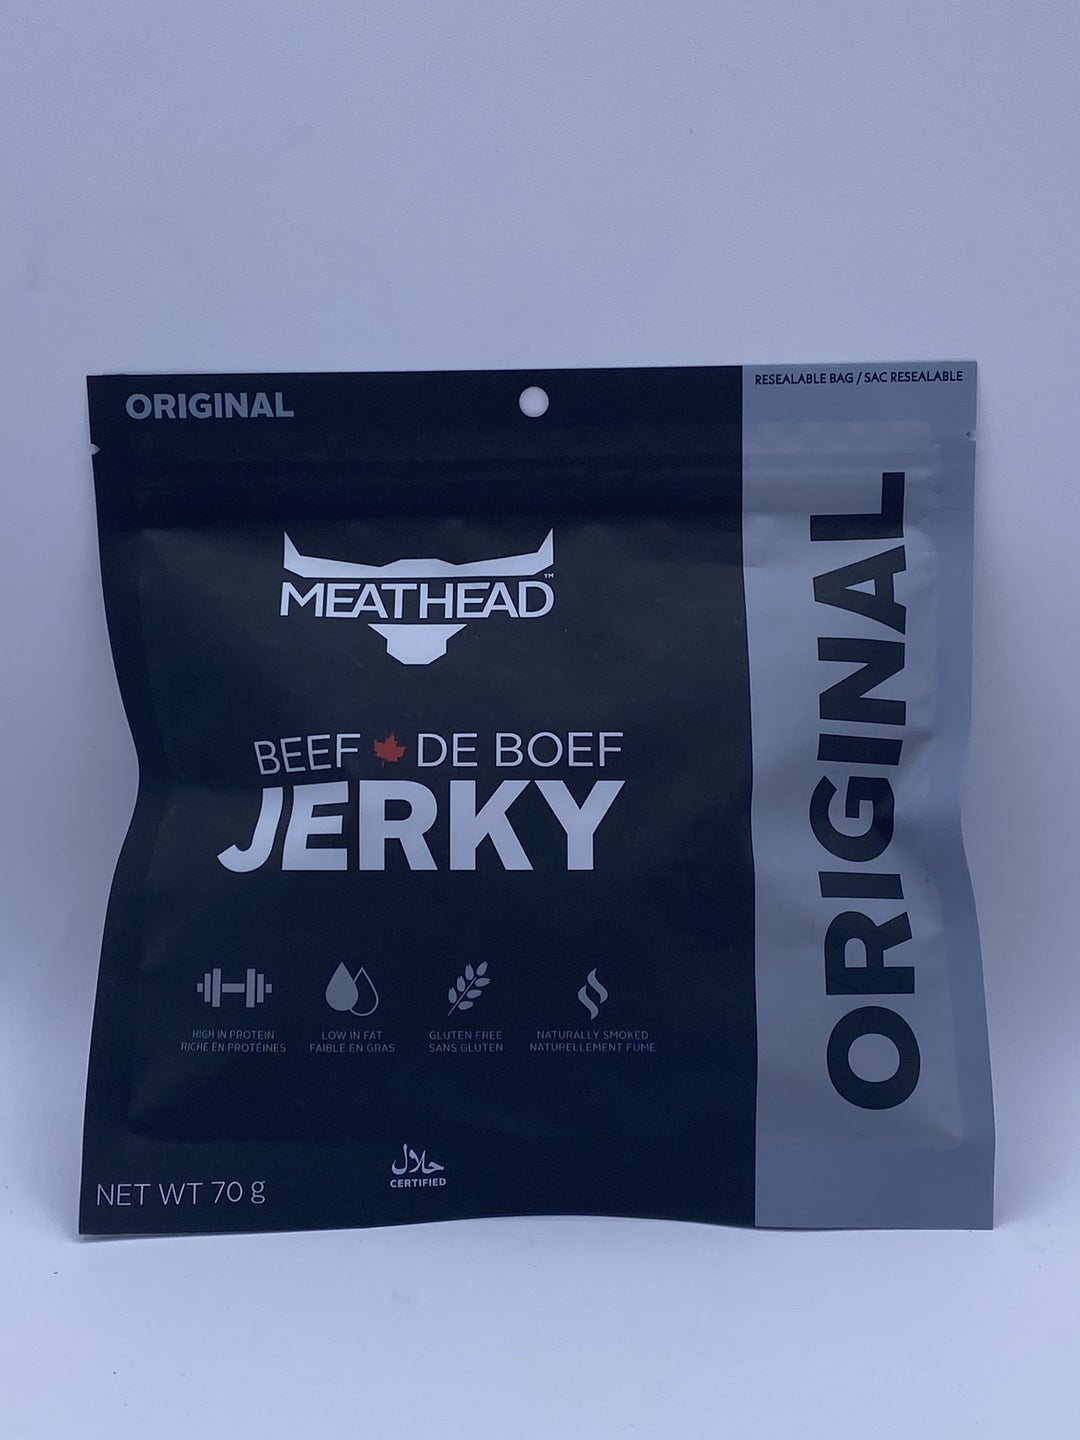 ORIGINAL
RESEALABLE BAG / SAC RESEALABLE
MEATHEAD™
BEEF DE BOEF
JERKY
HIGH IN PROTEIN
RICHE EN PROTÉINES
LOW IN FAT
FAIBLE EN GRAS
GLUTEN FREE
SANS GLUTEN
NATURALLY SMOKED
NATURELLEMENT FUMÉ
حلال
CERTIFIED
NET WT 70 g
ORIGINAL